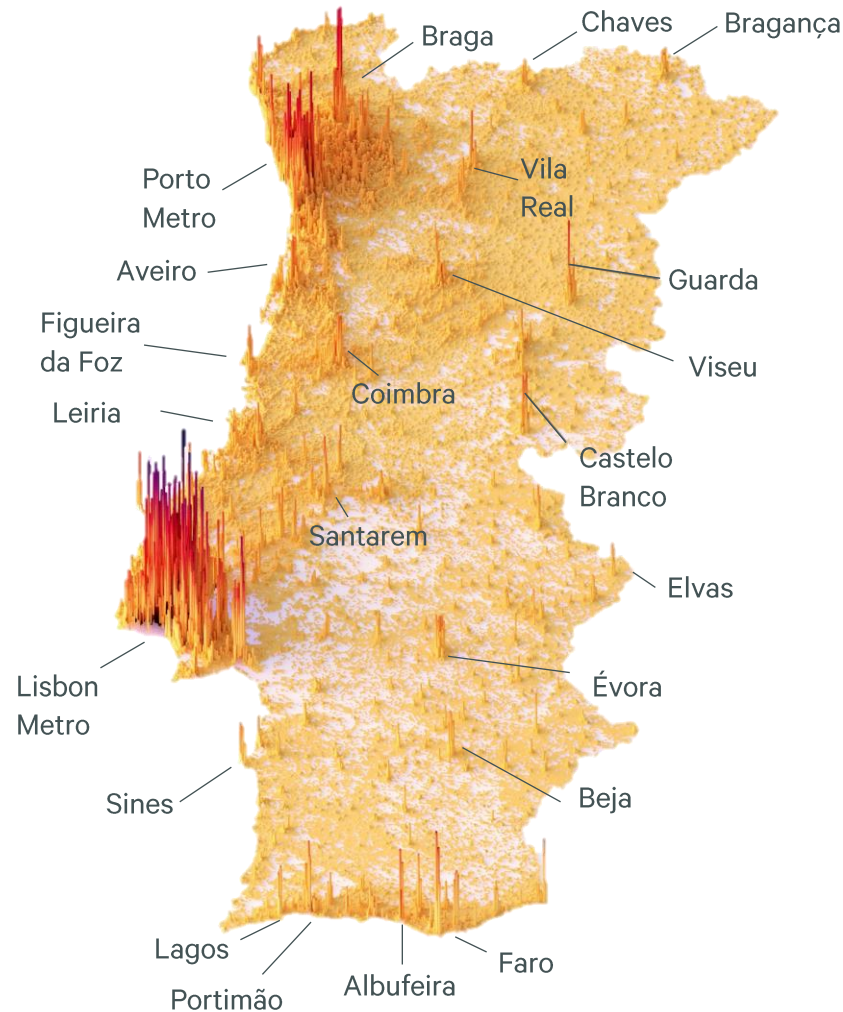 Chaves
Bragança
Braga
Vila
Real
Porto
Metro
Aveiro
Guarda
Figueira
da Foz
Viseu
Coimbra
Leiria
Castelo
Branco
Santarem
Elvas
Lisbon
Metro
Évora
Sines
Beja
Lagos
Faro
Portimão
Albufeira